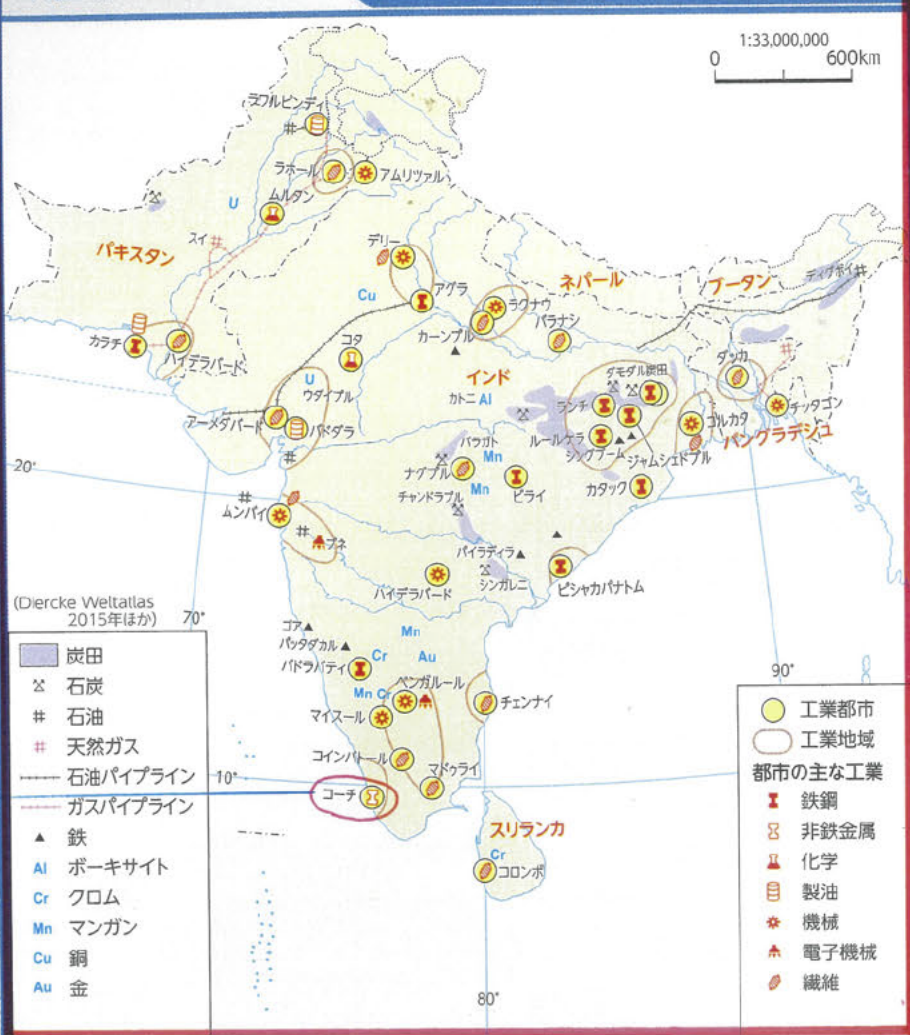 1:33,000,000
0 600km
ラワルピンディ
ラホール
アムリツァル
ムルタン
U
スイ
パキスタン
デリー
ネパール
ブータン
ディグボイ
Cu
アグラ
ラクナウ
カーンプル
バラナシ
カラチ
ハイデラバード
コタ
ダッカ
インド
U
ウダイプル
カトニ Al
ダモダル炭田
ランチ
チッタゴン
アーメダバード
バドダラ
コルカタ
バングラデシュ
ルールケラ
シングブーム
ジャムシェドプル
20°
バラガト
Mn
ナグプル
Mn
ビライ
カタック
チャンドラプル
ムンバイ
プネ
バイラディラ
シンガレニ
ハイデラバード
ビシャカパトナム
(Diercke Weltatlas
2015年ほか)
70°
ゴア
Mn
バッタダカル
Cr
Au
バドラバティ
90°
Mn Cr
ベンガルール
マイスール
チェンナイ
コインバトール
マドゥライ
10°
コーチ
スリランカ
Cr
コロンボ
80°
炭田
石炭
石油
天然ガス
石油パイプライン
ガスパイプライン
鉄
Al ボーキサイト
Cr クロム
Mn マンガン
Cu 銅
Au 金
工業都市
工業地域
都市の主な工業
鉄鋼
非鉄金属
化学
製油
機械
電子機械
繊維